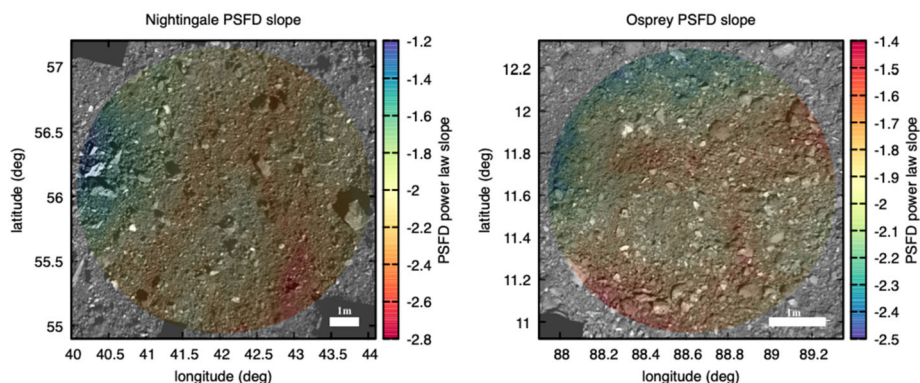 Nightingale PSFD slope
57
56.5
56
55.5
55
latitude (deg)
40 40.5 41 41.5 42 42.5 43 43.5 44
longitude (deg)
1m
-1.2
-1.4
-1.6
-1.8
-2
-2.2
-2.4
-2.6
-2.8
PSFD power law slope
Osprey PSFD slope
12.2
12
11.8
11.6
11.4
11.2
11
latitude (deg)
88 88.2 88.4 88.6 88.8 89 89.2
longitude (deg)
1m
-1.4
-1.5
-1.6
-1.7
-1.8
-1.9
-2
-2.1
-2.2
-2.3
-2.4
-2.5
PSFD power law slope